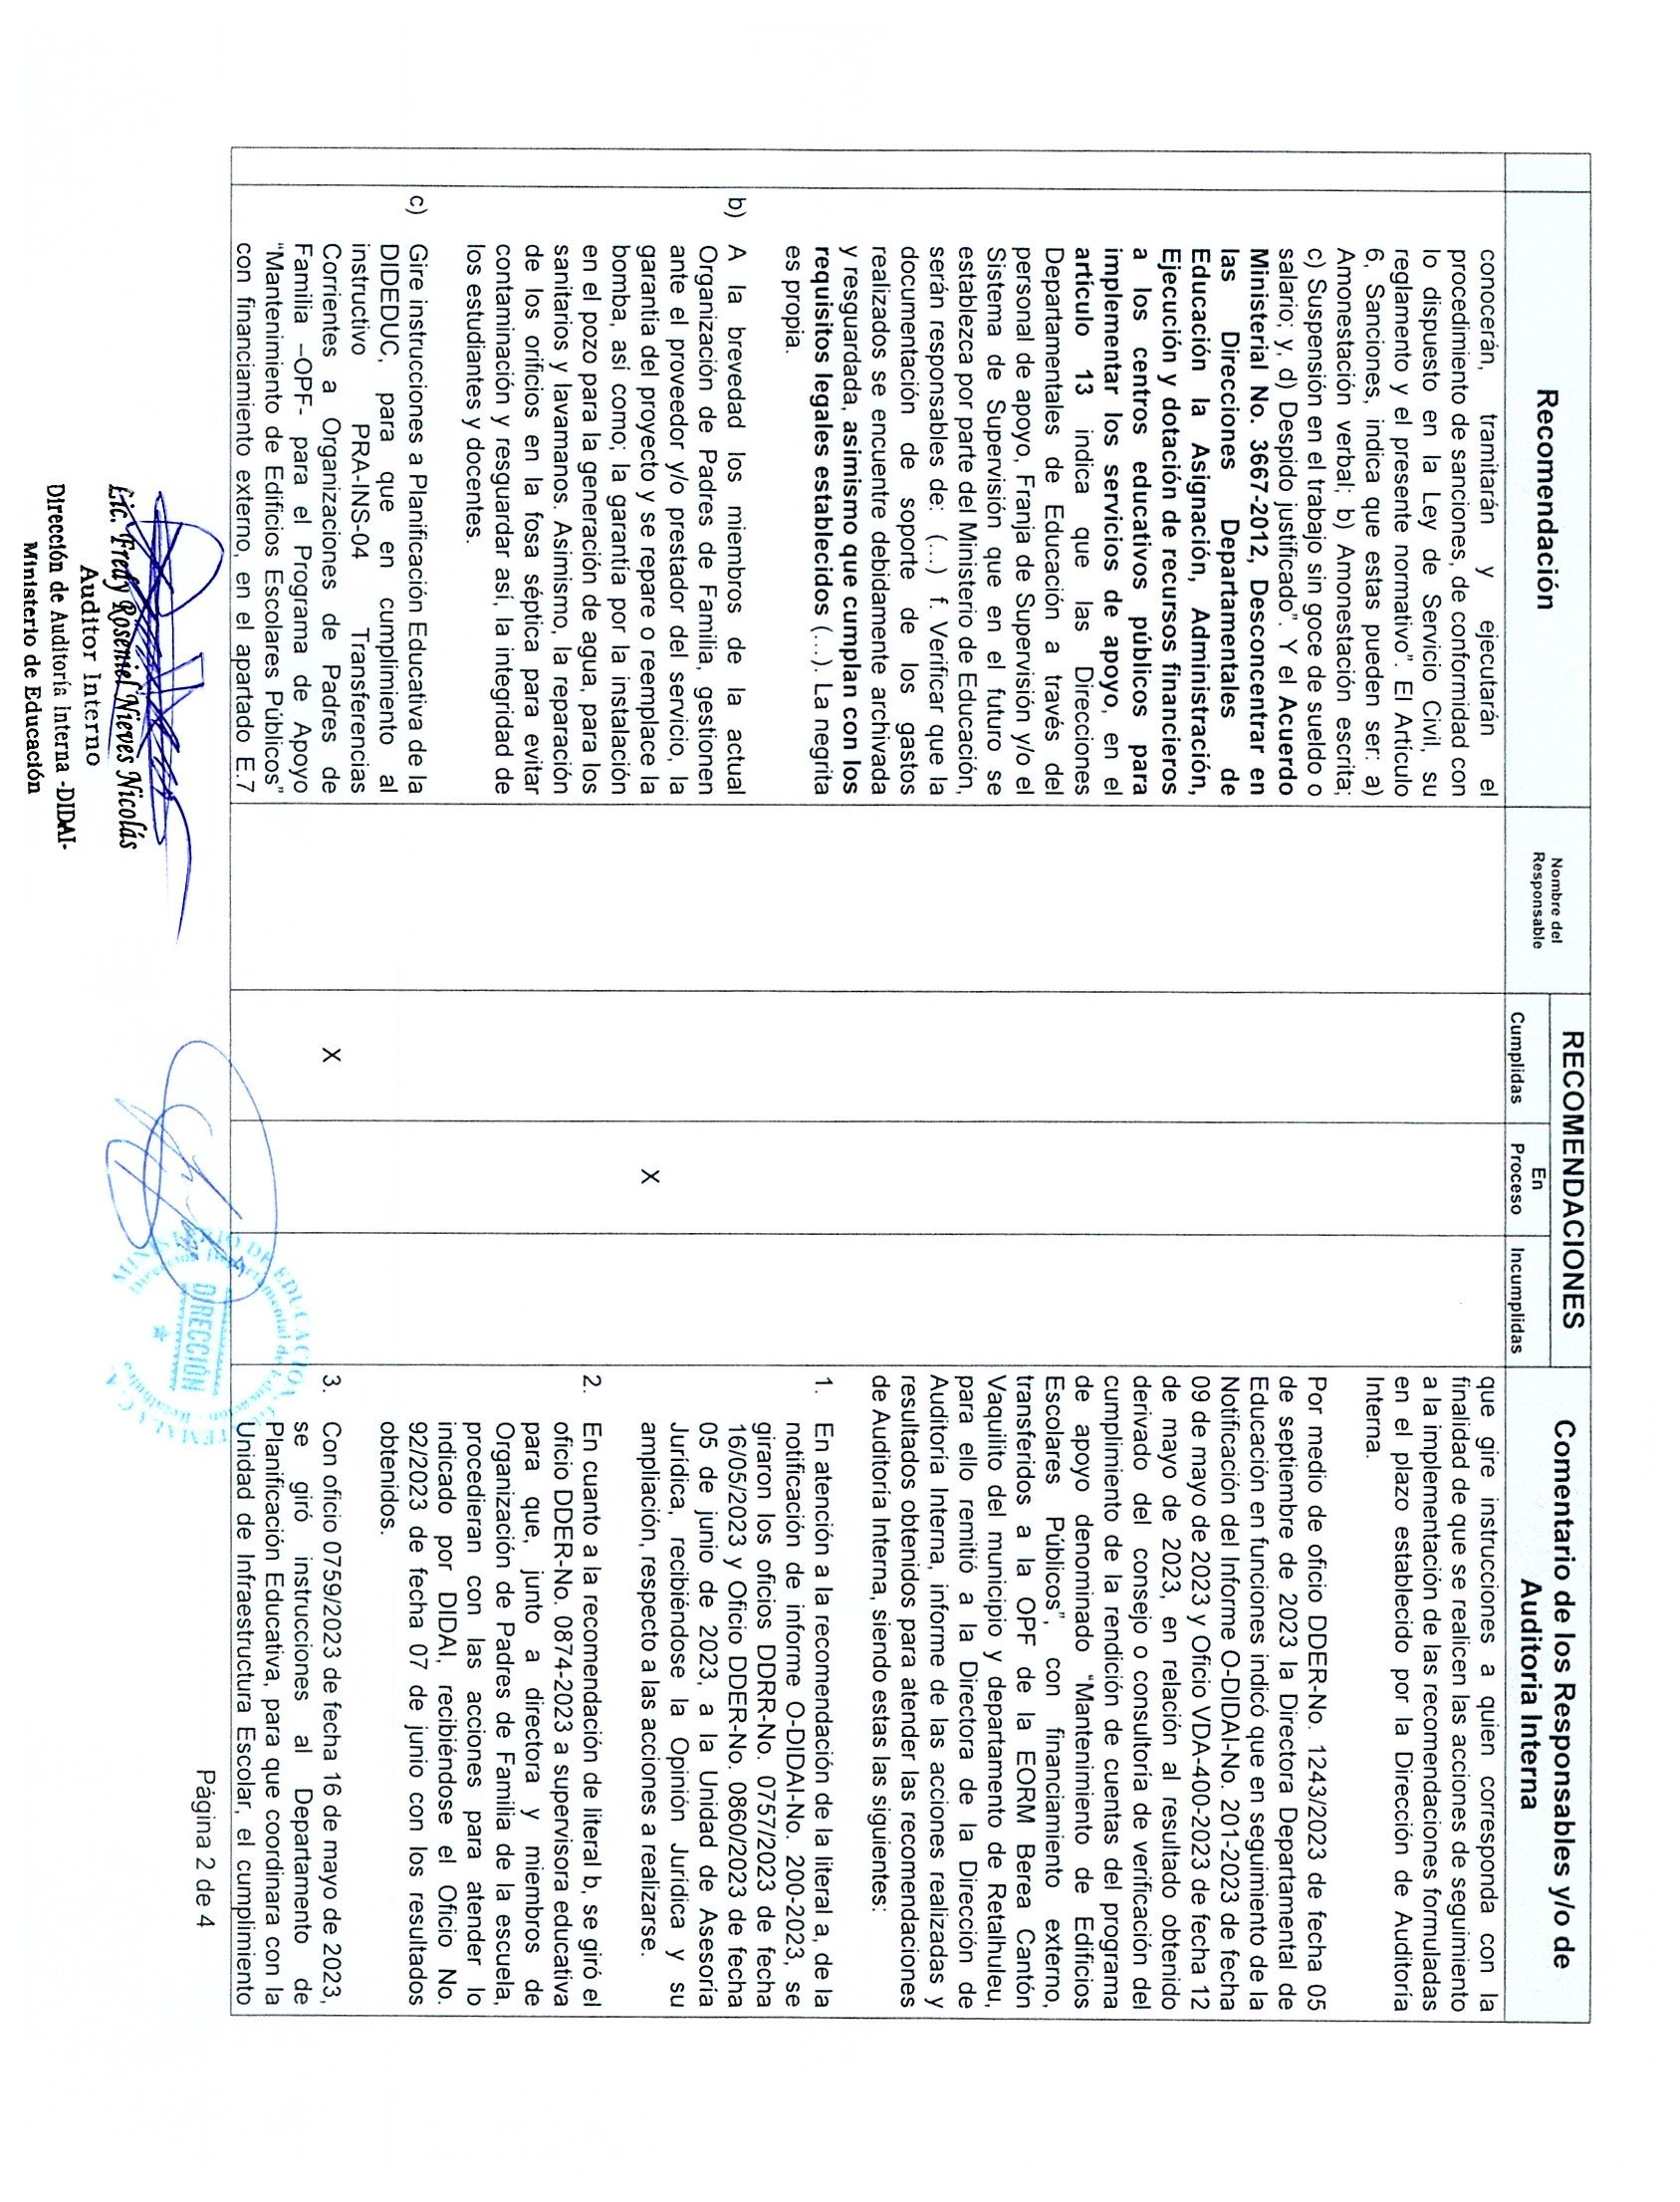 Recomendación
Nombre del
Responsable
RECOMENDACIONES
Cumplidas
En
Proceso
Incumplidas
Comentario de los Responsables y/o de
Auditoria Interna
conocerán, tramitarán y ejecutarán el
procedimiento de sanciones, de conformidad con
lo dispuesto en la Ley de Servicio Civil, su
reglamento y el presente normativo". El Artículo
6, Sanciones, indica que estas pueden ser: a)
Amonestación verbal; b) Amonestación escrita;
c) Suspensión en el trabajo sin goce de sueldo o
salario; y, d) Despido justificado". Y el Acuerdo
Ministerial No. 3667-2012, Desconcentrar en
las Direcciones Departamentales de
Educación la Asignación, Administración,
Ejecución y dotación de recursos financieros
a los centros educativos públicos para
implementar los servicios de apoyo, en el
artículo 13 indica que las Direcciones
Departamentales de Educación a través del
personal de apoyo, Franja de Supervisión y/o el
Sistema de Supervisión que en el futuro se
establezca por parte del Ministerio de Educación,
serán responsables de: (...) f. Verificar que la
documentación de soporte de los gastos
realizados se encuentre debidamente archivada
y resguardada, asimismo que cumplan con los
requisitos legales establecidos (...). La negrita
es propia.
b) A la brevedad los miembros de la actual
Organización de Padres de Familia, gestionen
ante el proveedor y/o prestador del servicio, la
garantía del proyecto y se repare o reemplace la
bomba, así como; la garantía por la instalación
en el pozo para la generación de agua, para los
sanitarios y lavamanos. Asimismo, la reparación
de los orificios en la fosa séptica para evitar
contaminación y resguardar así, la integridad de
los estudiantes y docentes.
c) Gire instrucciones a Planificación Educativa de la
DIDEDUC, para que en cumplimiento al
instructivo PRA-INS-04 Transferencias
Corrientes a Organizaciones de Padres de
Familia –OPF- para el Programa de Apoyo
"Mantenimiento de Edificios Escolares Públicos"
con financiamiento externo, en el apartado E.7
X
X
que gire instrucciones a quien corresponda con la
finalidad de que se realicen las acciones de seguimiento
a la implementación de las recomendaciones formuladas
en el plazo establecido por la Dirección de Auditoría
Interna.
Por medio de oficio DDER-No. 1243/2023 de fecha 05
de septiembre de 2023 la Directora Departamental de
Educación en funciones indicó que en seguimiento de la
Notificación del Informe O-DIDAI-No. 201-2023 de fecha
09 de mayo de 2023 y Oficio VDA-400-2023 de fecha 12
de mayo de 2023, en relación al resultado obtenido
derivado del consejo o consultoría de verificación del
cumplimiento de la rendición de cuentas del programa
de apoyo denominado "Mantenimiento de Edificios
Escolares Públicos", con financiamiento externo,
transferidos a la OPF de la EORM Berea Cantón
Vaquilito del municipio y departamento de Retalhuleu,
para ello remitió a la Directora de la Dirección de
Auditoría Interna, informe de las acciones realizadas y
resultados obtenidos para atender las recomendaciones
de Auditoría Interna, siendo estas las siguientes:
1. En atención a la recomendación de la literal a, de la
notificación de informe O-DIDAI-No. 200-2023, se
giraron los oficios DDRR-No. 0757/2023 de fecha
16/05/2023 y Oficio DDER-No. 0860/2023 de fecha
05 de junio de 2023, a la Unidad de Asesoría
Jurídica, recibiéndose la Opinión Jurídica y su
ampliación, respecto a las acciones a realizarse.
2. En cuanto a la recomendación de literal b, se giró el
oficio DDER-No. 0874-2023 a supervisora educativa
para que, junto a directora y miembros de
Organización de Padres de Familia de la escuela,
procedieran con las acciones para atender lo
indicado por DIDAI, recibiéndose el Oficio No.
92/2023 de fecha 07 de junio con los resultados
obtenidos.
3. Con oficio 0759/2023 de fecha 16 de mayo de 2023,
se giró instrucciones al Departamento de
Planificación Educativa, para que coordinara con la
Unidad de Infraestructura Escolar, el cumplimiento
Lic. Fredy Rosemiel Nieves Nicolás
Auditor Interno
Dirección de Auditoría Interna -DIDAI-
Ministerio de Educación
MINISTERIO DE EDUCACION
DIRECCIÓN
Página 2 de 4